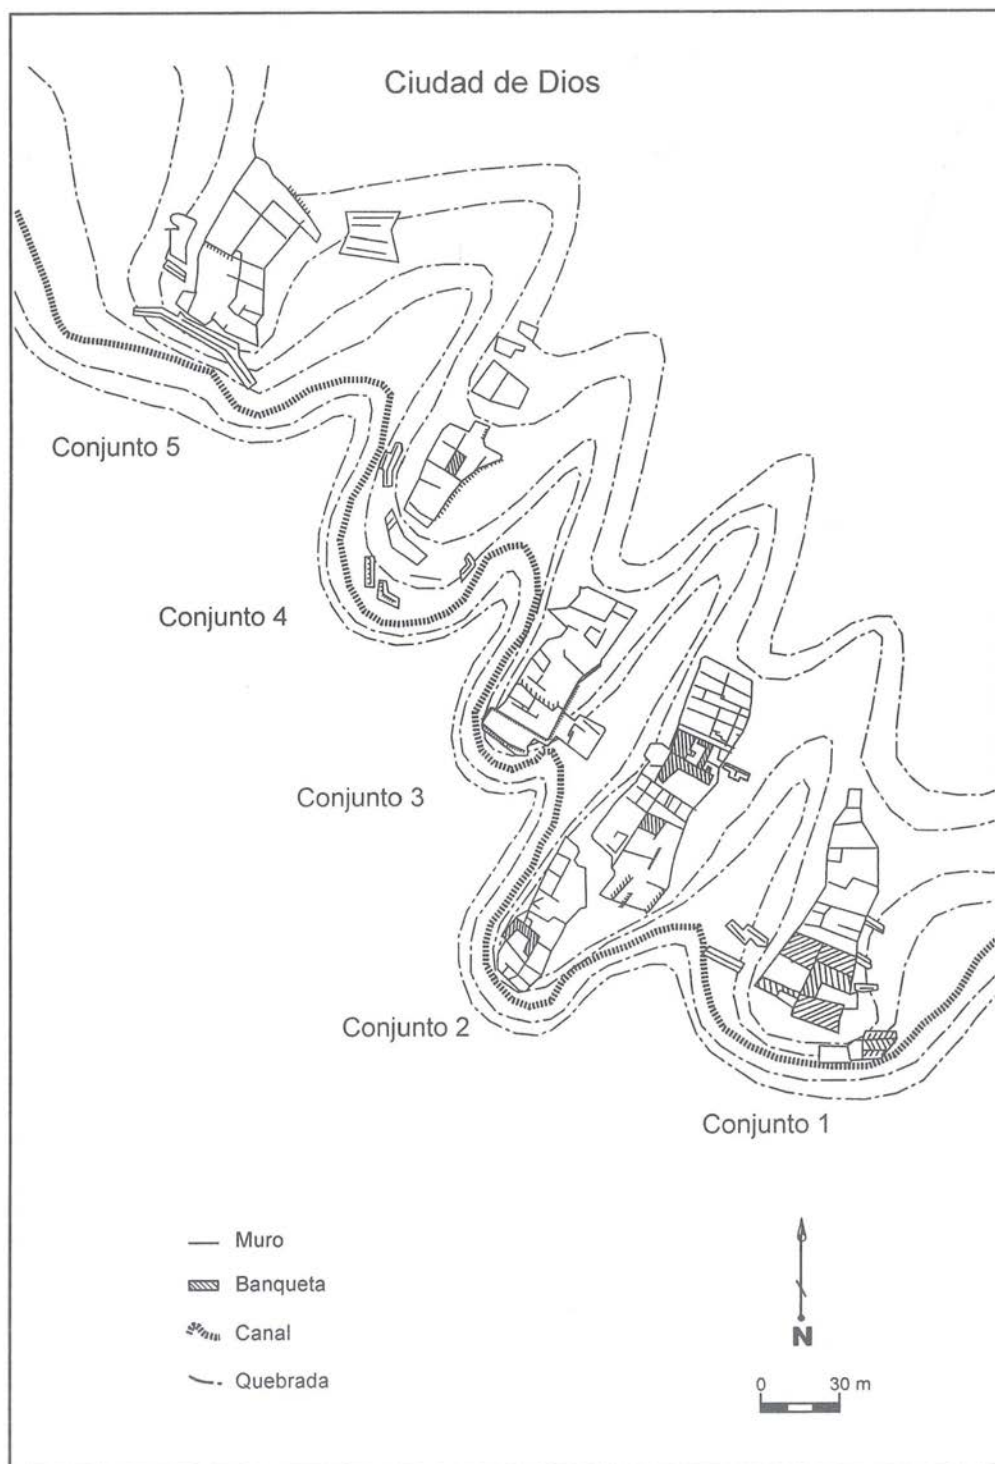 Ciudad de Dios
Conjunto 5
Conjunto 4
Conjunto 3
Conjunto 2
Conjunto 1
Muro
Banqueta
Canal
Quebrada
N
0 30 m